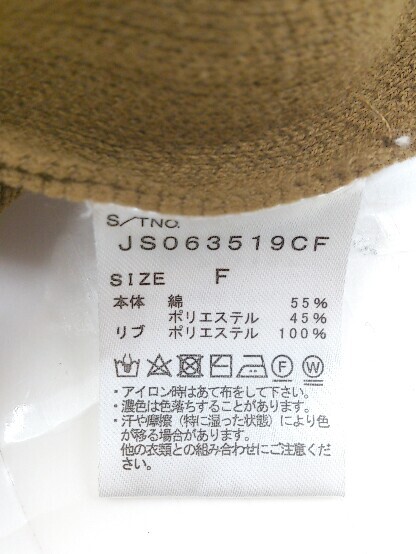 S/TNO.
JS063519CF
SIZE F
本体 綿 55%
ポリエステル 45%
リブ ポリエステル 100%
F W
・アイロン時はあて布をして下さい。
・濃色は色落ちすることがあります。
・汗や摩擦（特に湿った状態）により色
が移る場合があります。
他の衣類との組み合わせにご注意くだ
さい。